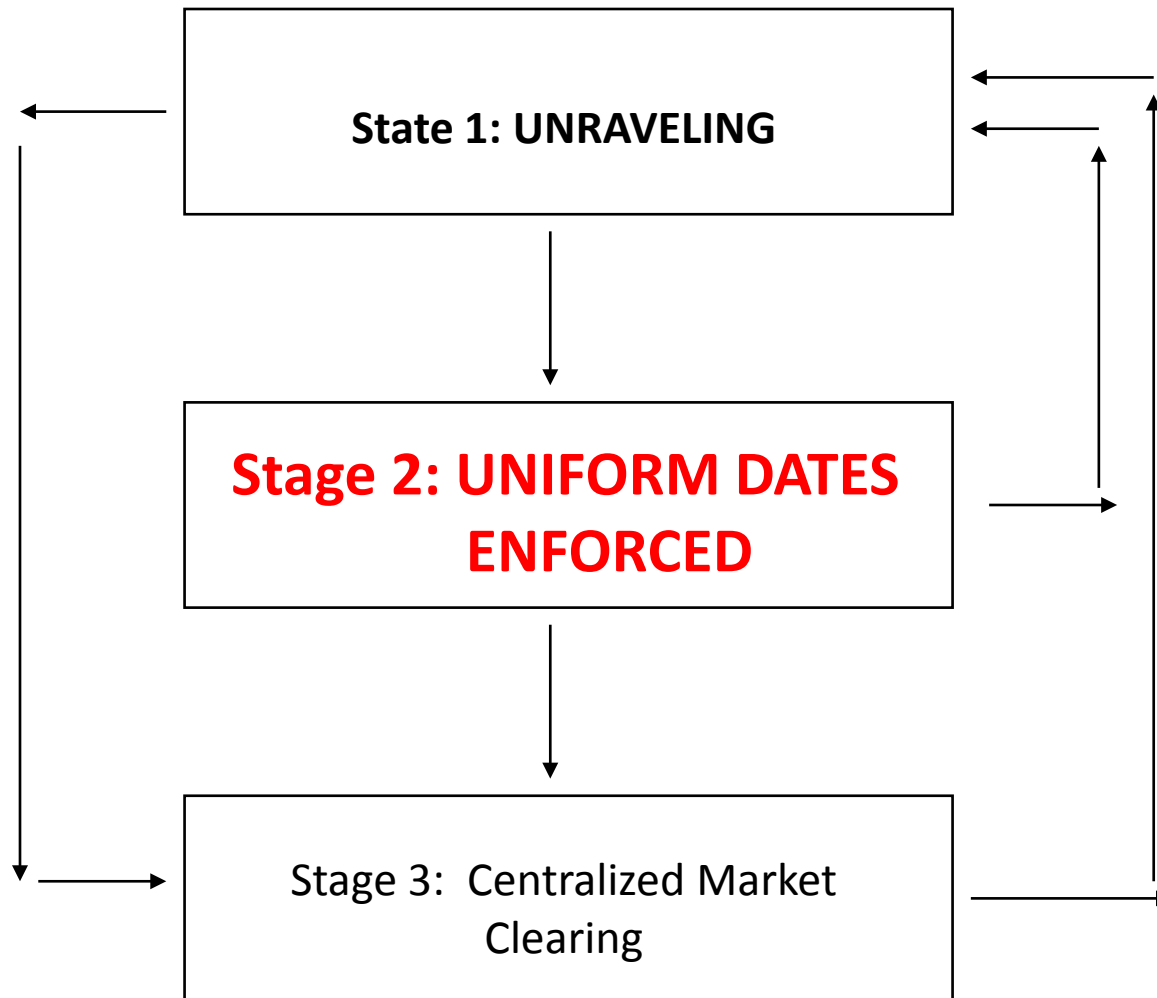 State 1: UNRAVELING
Stage 2: UNIFORM DATES
ENFORCED
Stage 3: Centralized Market
Clearing